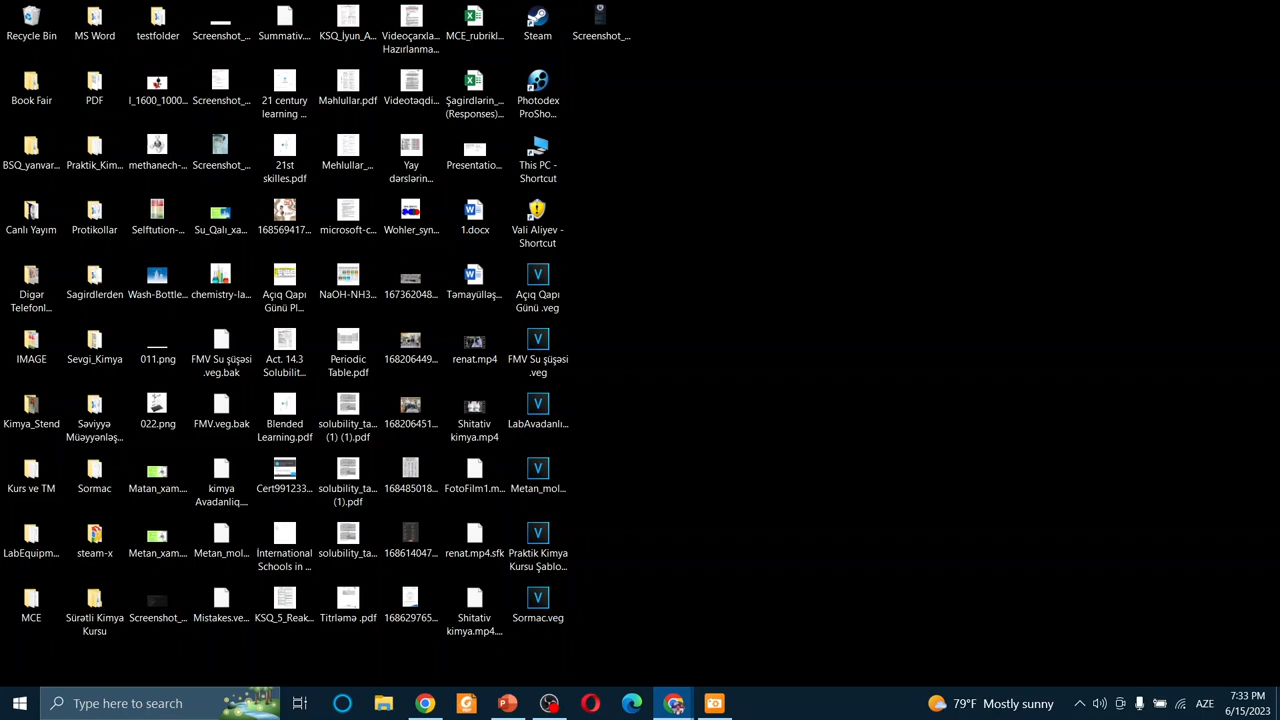 Recycle Bin
MS Word
testfolder
Screenshot_...
Summativ....
KSQ_İyun_A...
Videoçarxla...
Hazırlanma...
MCE_rubrikl...
Steam
Screenshot_...
Book Fair
PDF
I_1600_1000...
Screenshot_...
21 century
learning ...
Məhlullar.pdf
Videotəqdi...
Şagirdlərin_...
(Responses)...
Photodex
ProSho...
BSQ_yanvar...
Praktik_Kim...
methanech-...
Screenshot_...
21st
skilles.pdf
Mehlullar_...
Yay
dərslərin...
Presentatio...
This PC -
Shortcut
Canlı Yayım
Protikollar
Selftution-...
Su_Qalı_xa...
168569417...
microsoft-c...
Wohler_syn...
1.docx
Vali Aliyev -
Shortcut
Digər
Telefonl...
Sagirdlerden
Wash-Bottle...
chemistry-la...
Açıq Qapı
Günü Pl...
NaOH-NH3...
167362048...
Təmayülləş...
Açıq Qapı
Günü .veg
IMAGE
Sevgi_Kimya
011.png
FMV Su şüşəsi
.veg.bak
Act. 14.3
Solubilit...
Periodic
Table.pdf
168206449...
renat.mp4
FMV Su şüşəsi
.veg
Kimya_Stend
Səviyyə
Müəyyənləş...
022.png
FMV.veg.bak
Blended
Learning.pdf
solubility_ta...
(1) (1).pdf
168206451...
Shitativ
kimya.mp4
LabAvadanlı...
Kurs ve TM
Sormac
Matan_xam...
kimya
Avadanliq....
Cert991233...
solubility_ta...
(1).pdf
168485018...
FotoFilm1.m...
Metan_mol...
LabEquipm...
steam-x
Metan_xam...
Metan_mol...
İnternational
Schools in ...
solubility_ta...
168614047...
renat.mp4.sfk
Praktik Kimya
Kursu Şablo...
MCE
Sürətli Kimya
Kursu
Screenshot_...
Mistakes.ve...
KSQ_5_Reak...
Titrləmə .pdf
168629765...
Shitativ
kimya.mp4....
Sormac.veg
Type here to search
79°F Mostly sunny
AZE
7:33 PM
6/15/2023